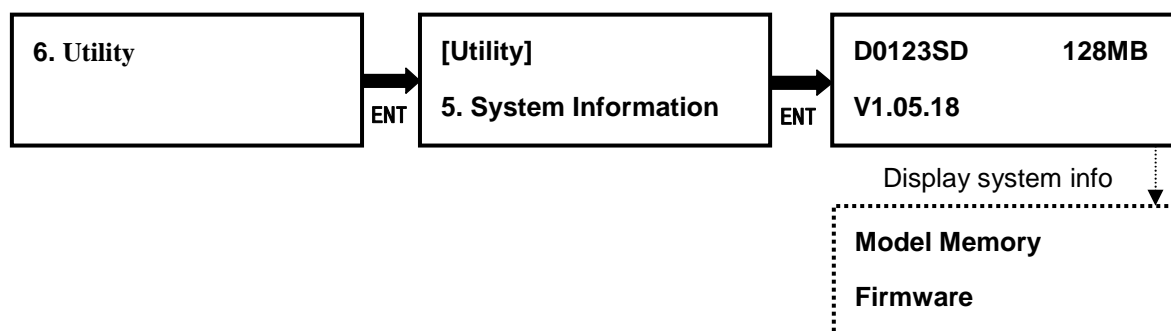 6. Utility
ENT
[Utility]
5. System Information
ENT
D0123SD 128MB
V1.05.18
Display system info
Model Memory
Firmware